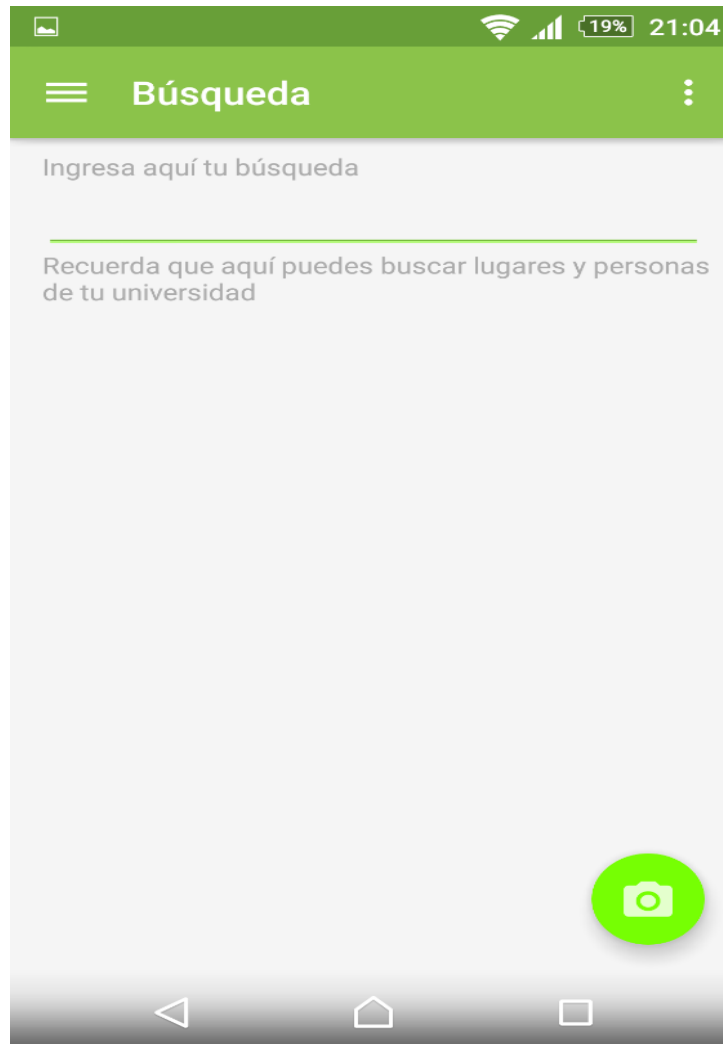 19% 21:04
Búsqueda
Ingresa aquí tu búsqueda
Recuerda que aquí puedes buscar lugares y personas
de tu universidad